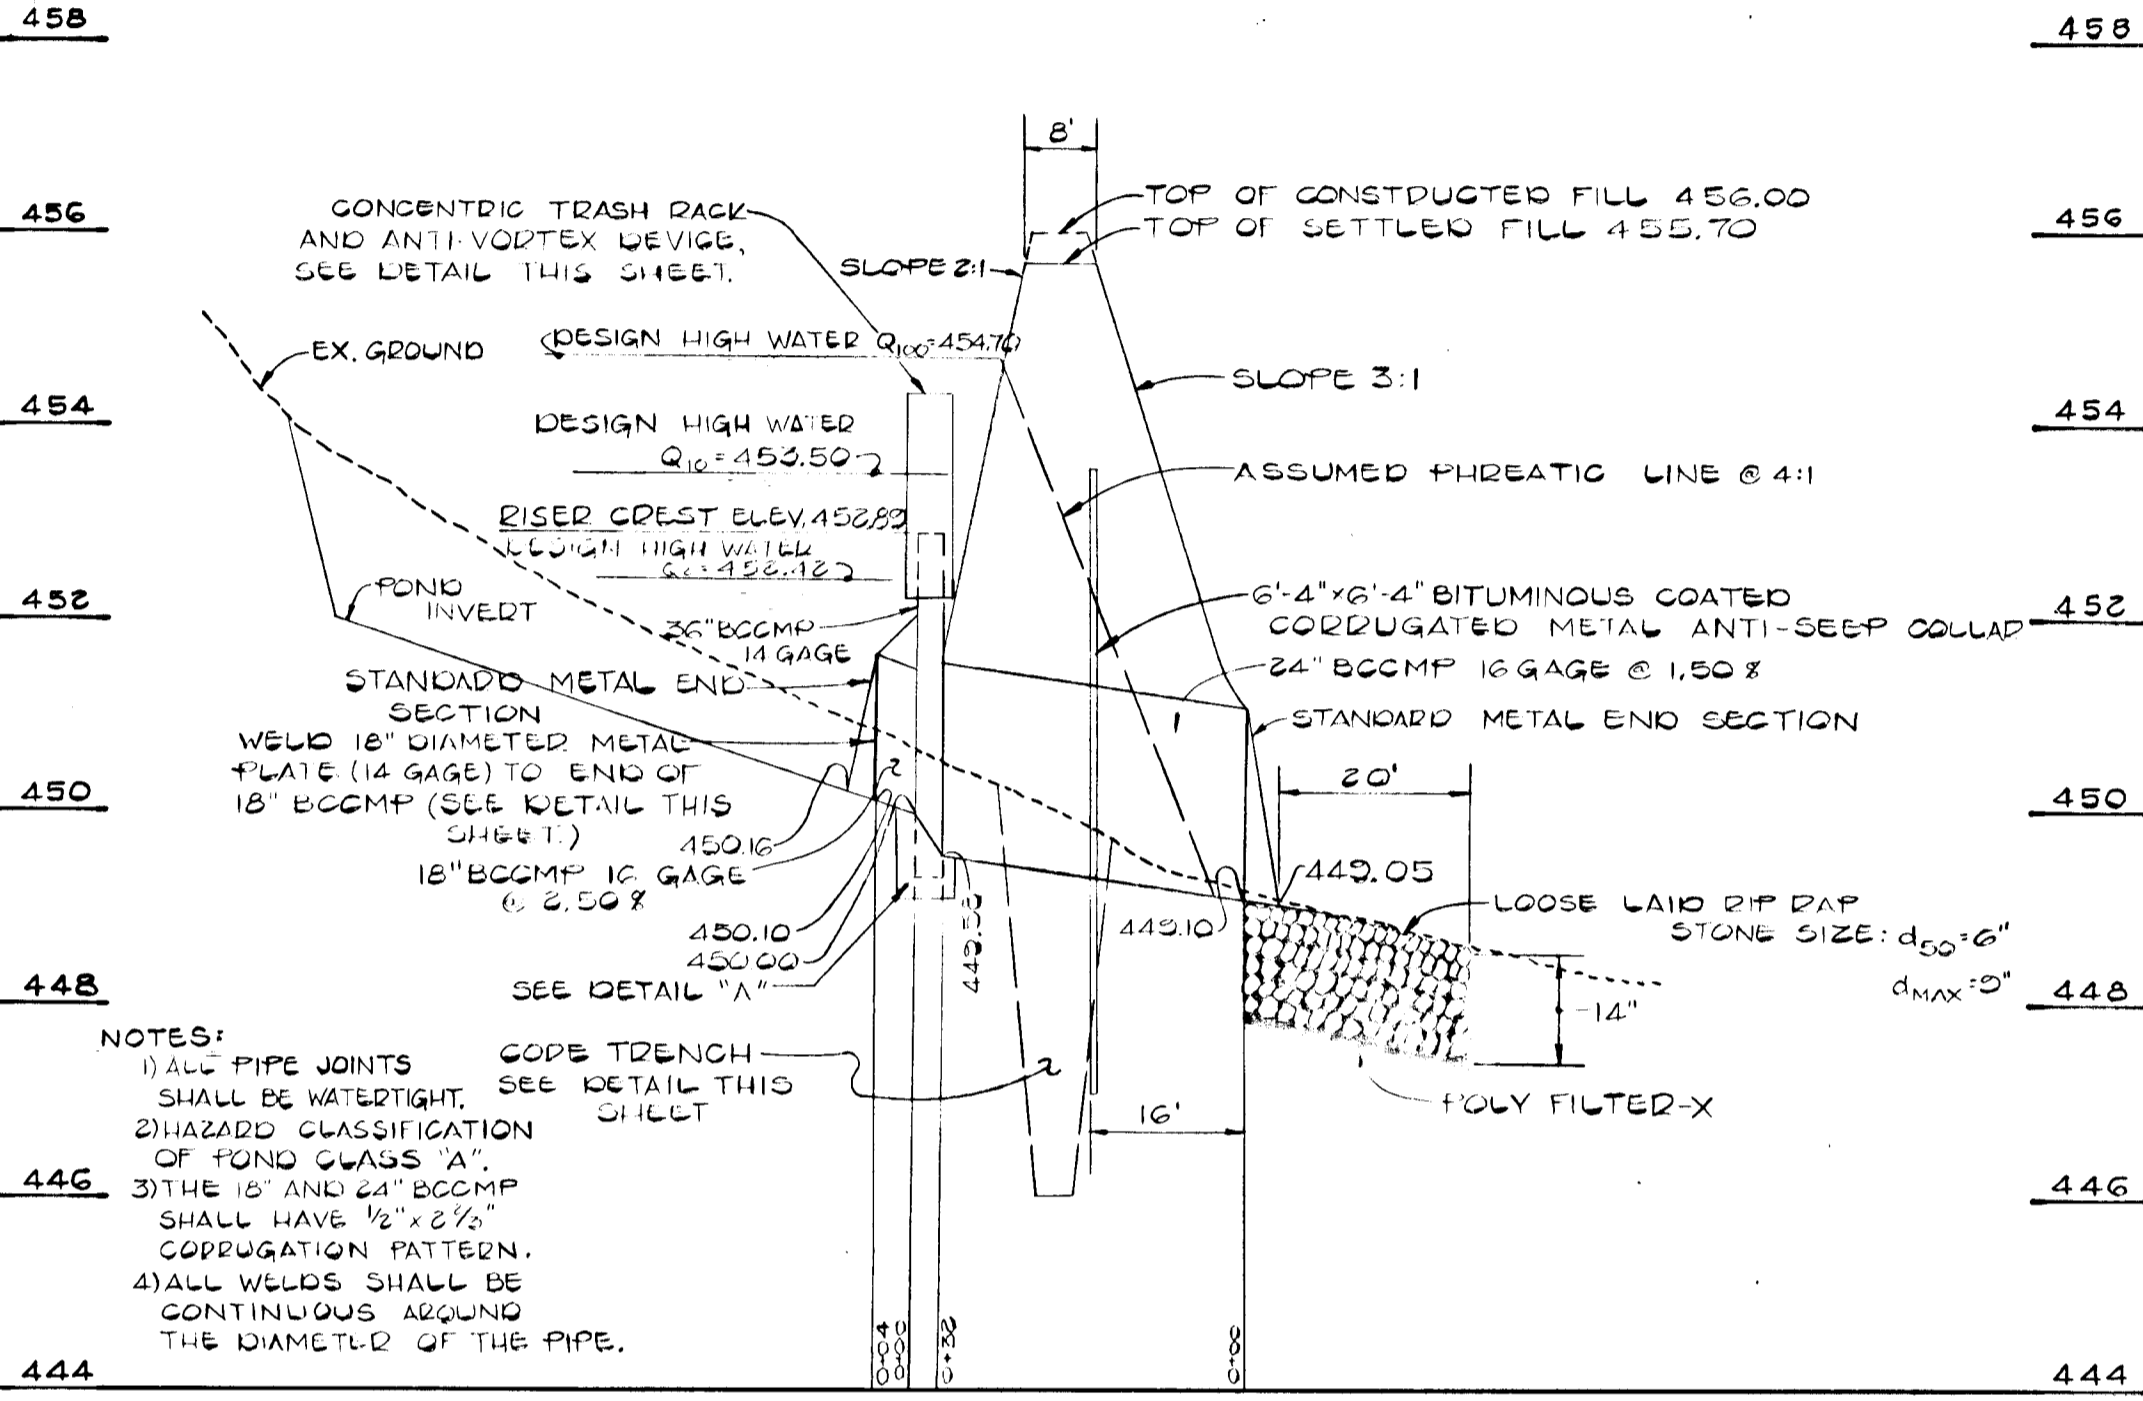 458
458
8'
456
456
CONCENTRIC TRASH RACK
AND ANTI-VORTEX DEVICE,
SEE DETAIL THIS SHEET.
TOP OF CONSTRUCTED FILL 456.00
TOP OF SETTLED FILL 455.70
SLOPE 2:1
EX. GROUND
DESIGN HIGH WATER Q100=454.70
SLOPE 3:1
454
454
DESIGN HIGH WATER
Q10=453.50
ASSUMED PHREATIC LINE @ 4:1
RISER CREST ELEV. 452.89
DESIGN HIGH WATER
452.42
POND
INVERT
452
452
6'-4"x6'-4" BITUMINOUS COATED
CORRUGATED METAL ANTI-SEEP COLLAR
36" BCCMP
14 GAGE
24" BCCMP 16 GAGE @ 1.50%
STANDARD METAL END
SECTION
STANDARD METAL END SECTION
WELD 18" DIAMETER METAL
PLATE (14 GAGE) TO END OF
18" BCCMP (SEE DETAIL THIS
SHEET.)
20'
450
450
450.16
18" BCCMP 16 GAGE
@ 2.50%
449.05
450.10
450.00
449.10
LOOSE LAID RIP RAP
STONE SIZE: d50=6"
dMAX=9"
SEE DETAIL "A"
448
448
14"
NOTES:
1) ALL PIPE JOINTS
SHALL BE WATERTIGHT.
2) HAZARD CLASSIFICATION
OF POND CLASS "A".
3) THE 18" AND 24" BCCMP
SHALL HAVE 1/2" x 2 2/3"
CORRUGATION PATTERN.
4) ALL WELDS SHALL BE
CONTINUOUS AROUND
THE DIAMETER OF THE PIPE.
CORE TRENCH
SEE DETAIL THIS
SHEET
POLY FILTER-X
16'
446
446
0+04
0+00
444
444